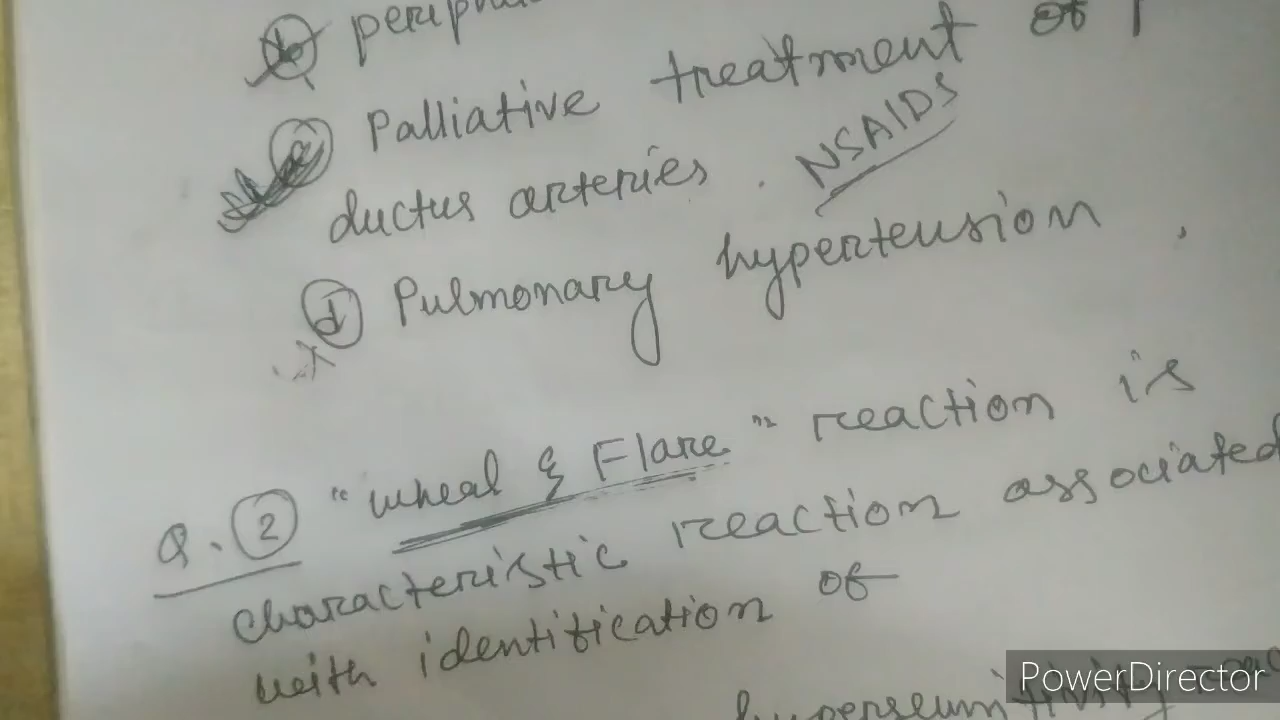 (b)
(c) Palliative treatment of
ductus arteries . NSAIDS
(d) Pulmonary hypertension .
Q. (2) "wheal & Flare" reaction is
characteristic reaction associated
with identification of
PowerDirector